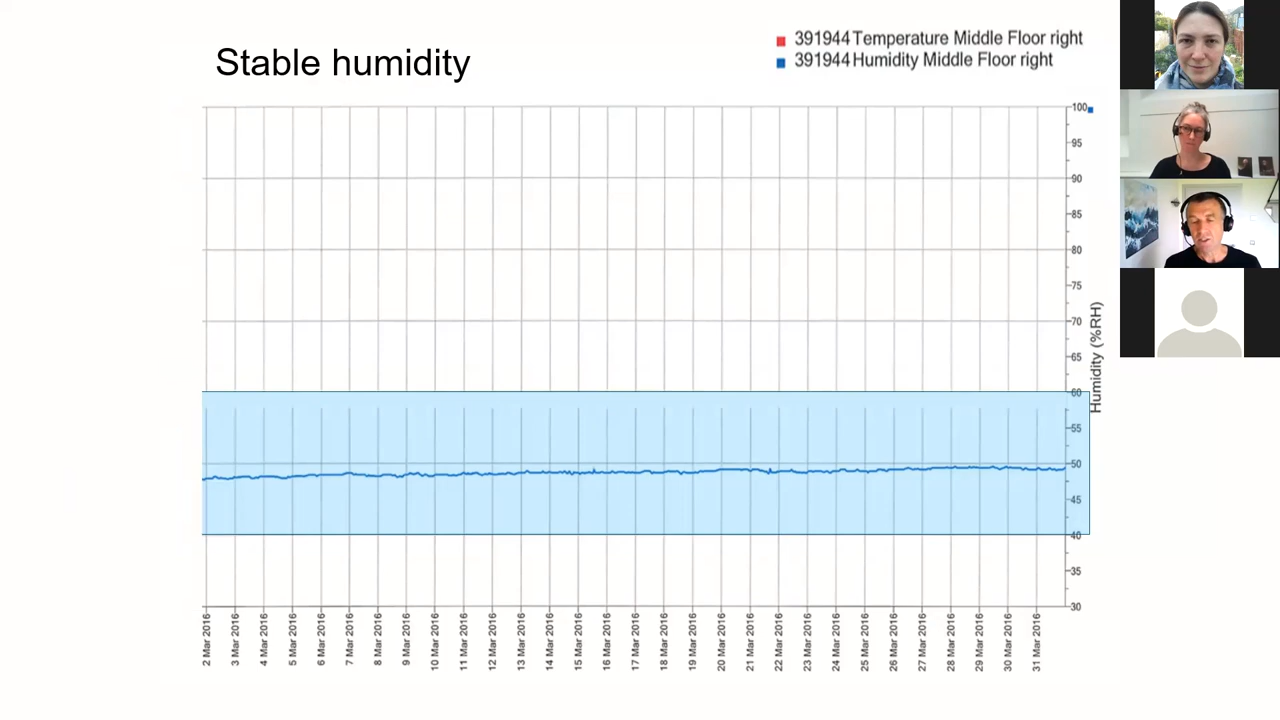 Stable humidity
391944 Temperature Middle Floor right
391944 Humidity Middle Floor right
100
95
90
85
80
75
70
65
60
55
50
45
40
35
30
Humidity (%RH)
2 Mar 2016
3 Mar 2016
4 Mar 2016
5 Mar 2016
6 Mar 2016
7 Mar 2016
8 Mar 2016
9 Mar 2016
10 Mar 2016
11 Mar 2016
12 Mar 2016
13 Mar 2016
14 Mar 2016
15 Mar 2016
16 Mar 2016
17 Mar 2016
18 Mar 2016
19 Mar 2016
20 Mar 2016
21 Mar 2016
22 Mar 2016
23 Mar 2016
24 Mar 2016
25 Mar 2016
26 Mar 2016
27 Mar 2016
28 Mar 2016
29 Mar 2016
30 Mar 2016
31 Mar 2016